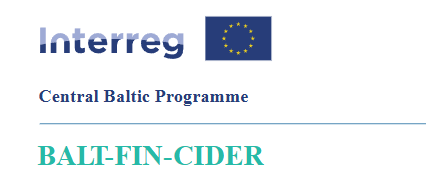 Interreg
Central Baltic Programme
BALT-FIN-CIDER